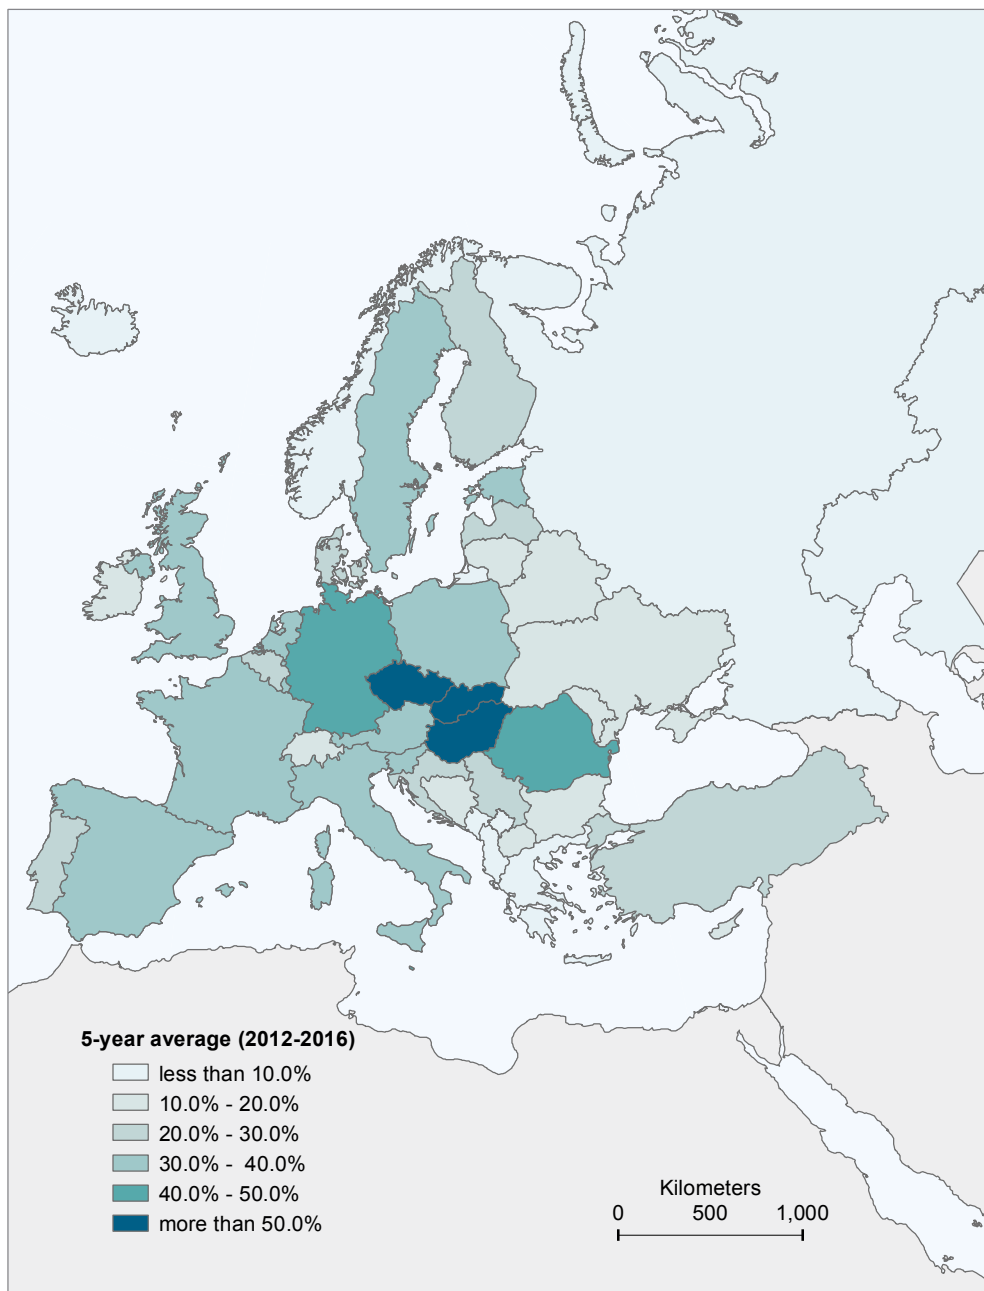 5-year average (2012-2016)
less than 10.0%
10.0% - 20.0%
20.0% - 30.0%
30.0% -  40.0%
40.0% - 50.0%
more than 50.0%
Kilometers
0 500 1,000